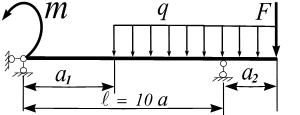 m q F
a₁ a₂
ℓ = 10 a